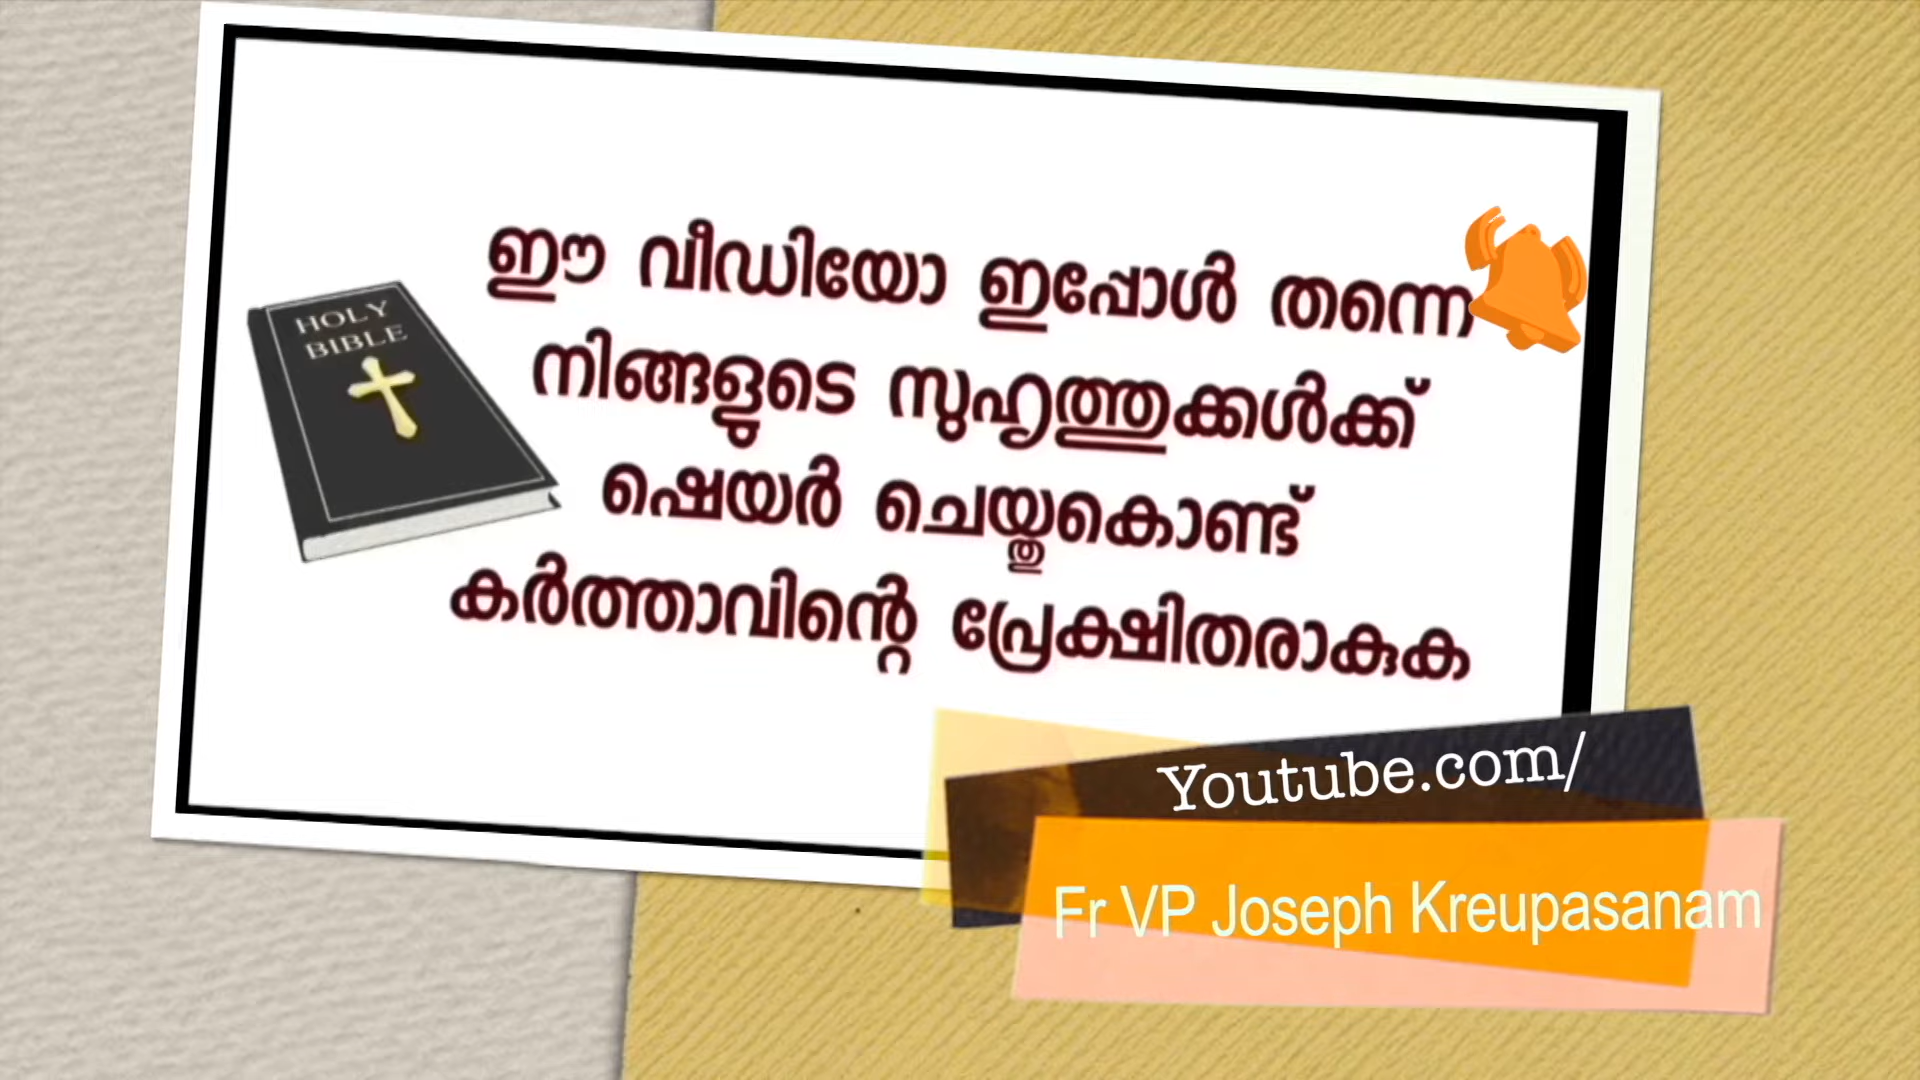 ഈ വീഡിയോ ഇപ്പോൾ തന്നെ
നിങ്ങളുടെ സുഹൃത്തുക്കൾക്ക്
ഷെയർ ചെയ്തുകൊണ്ട്
കർത്താവിന്റെ പ്രേക്ഷിതരാകുക
HOLY
BIBLE
Youtube.com/
Fr VP Joseph Kreupasanam